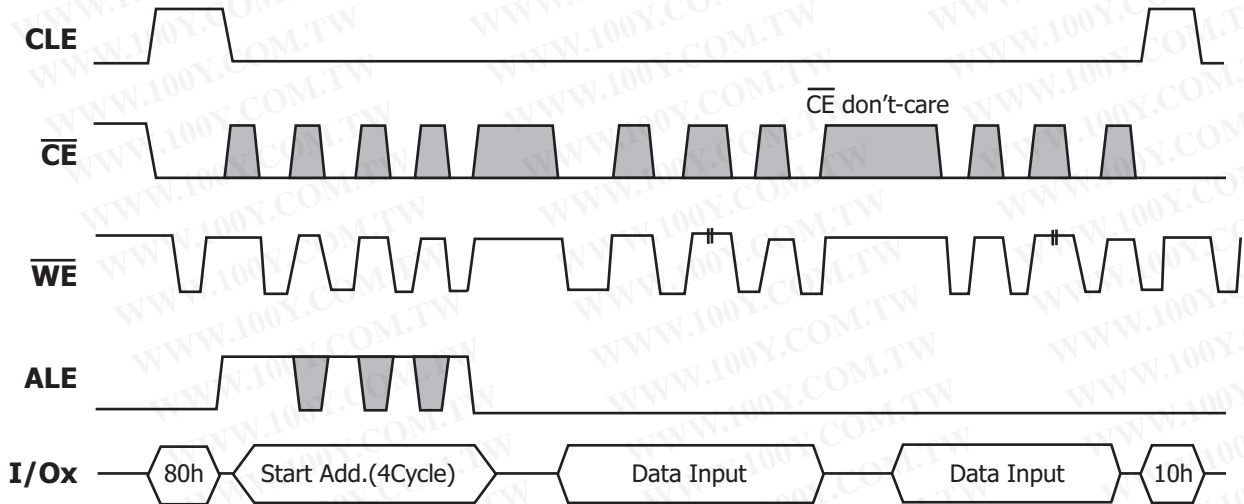 CLE
CE don't-care
CE
WE
ALE
I/Ox
80h
Start Add.(4Cycle)
Data Input
Data Input
10h
WWW.100Y.COM.TW